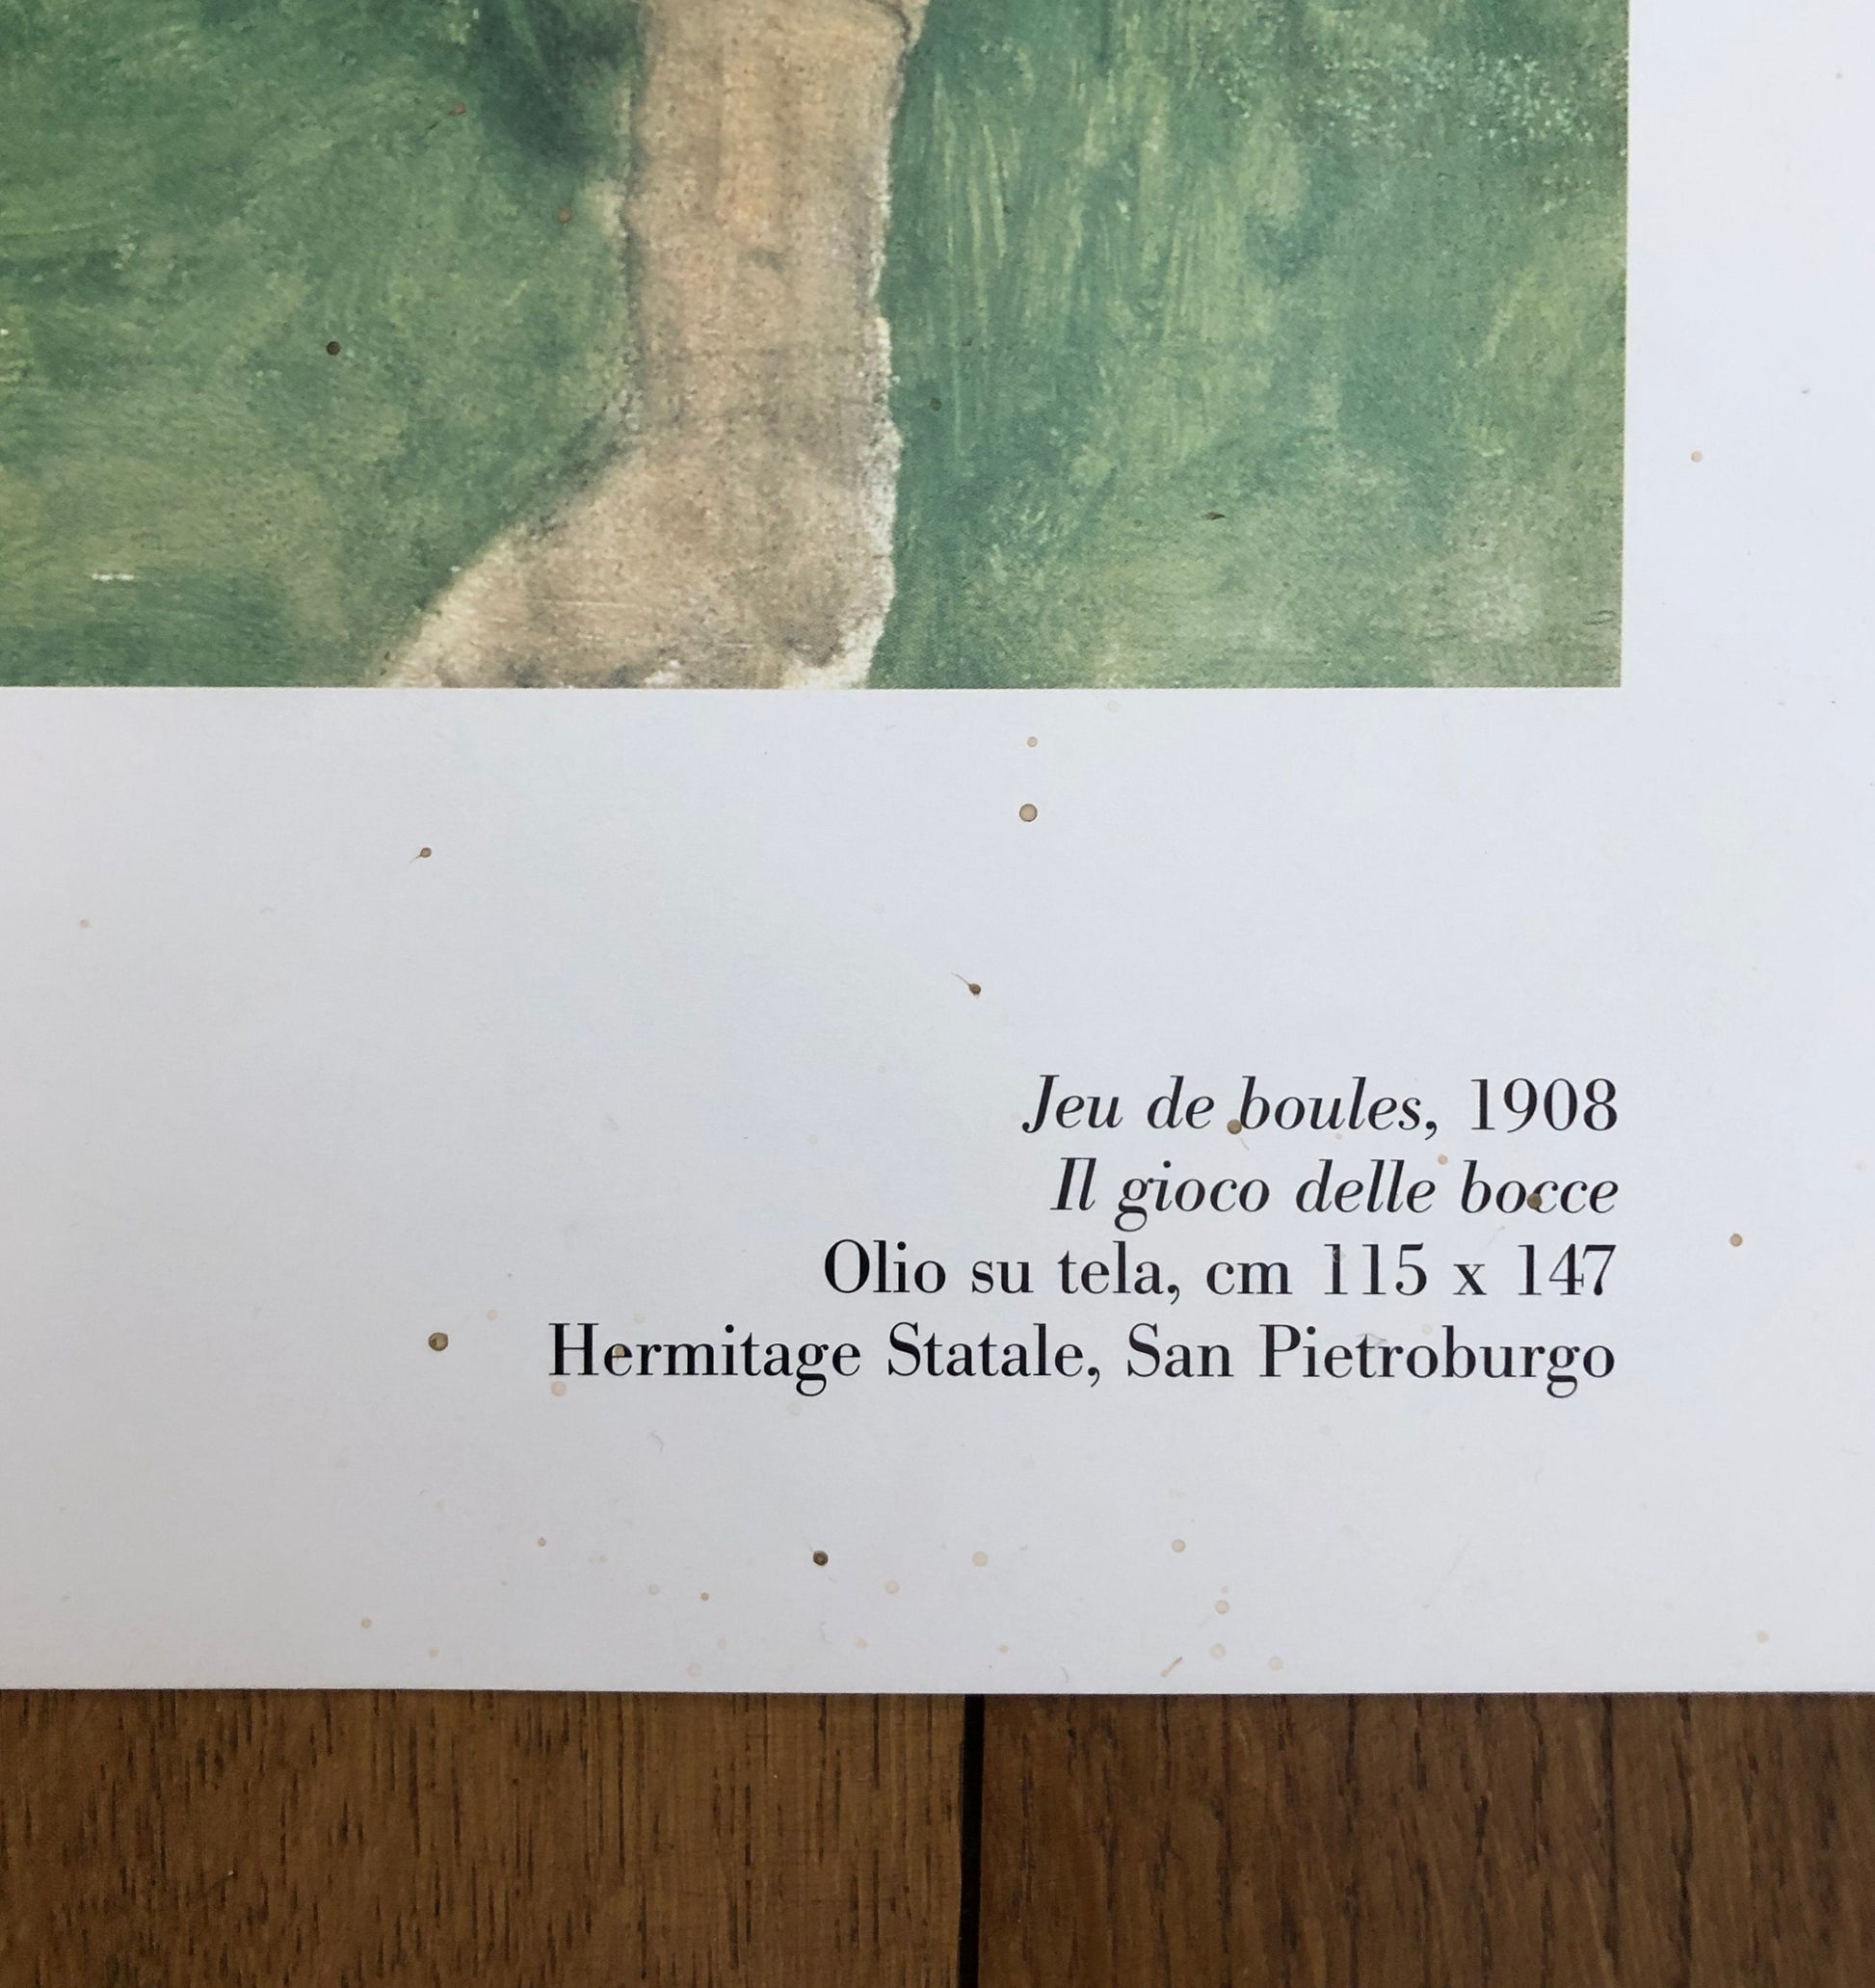 Jeu de boules, 1908
Il gioco delle bocce
Olio su tela, cm 115 x 147
Hermitage Statale, San Pietroburgo